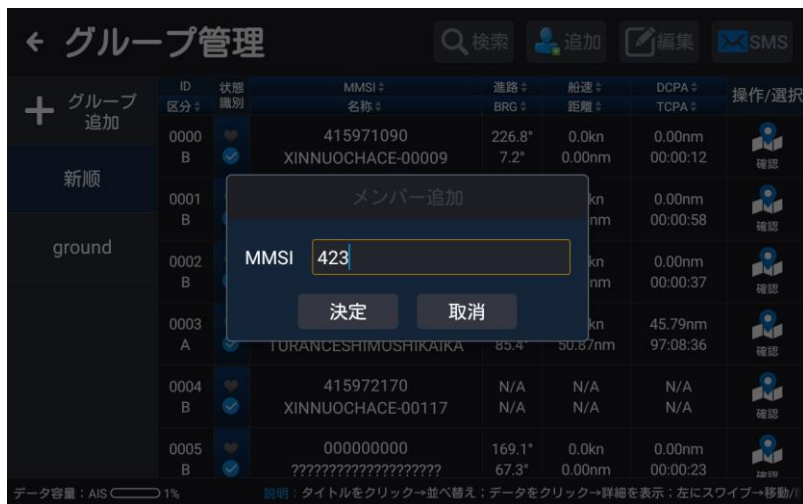 ← グループ管理 検索 追加 編集 SMS
グループ追加
新顺
ground
ID 状態 MMSI 進路 船速 DCPA 操作/選択
区分 識別 名称 BRG 距離 TCPA
0000 415971090 226.8° 0.0kn 0.00nm
B XINNUOCHACE-00009 7.2° 0.00nm 00:00:12 確認
0001 kn 0.00nm
B nm 00:00:58 確認
0002 kn 0.00nm
B nm 00:00:37 確認
0003 kn 45.79nm
A TURANCESHIMOSHIKAIKA 85.4° 50.87nm 97:08:36 確認
0004 415972170 N/A N/A N/A
B XINNUOCHACE-00117 N/A N/A N/A 確認
0005 000000000 169.1° 0.0kn 0.00nm
B ???????????????????? 67.3° 0.00nm 00:00:23 確認
メンバー追加
MMSI 423
決定 取消
データ容量：AIS 1% 説明：タイトルをクリック→並べ替え；データをクリック→詳細を表示；左にスワイプ→移動/